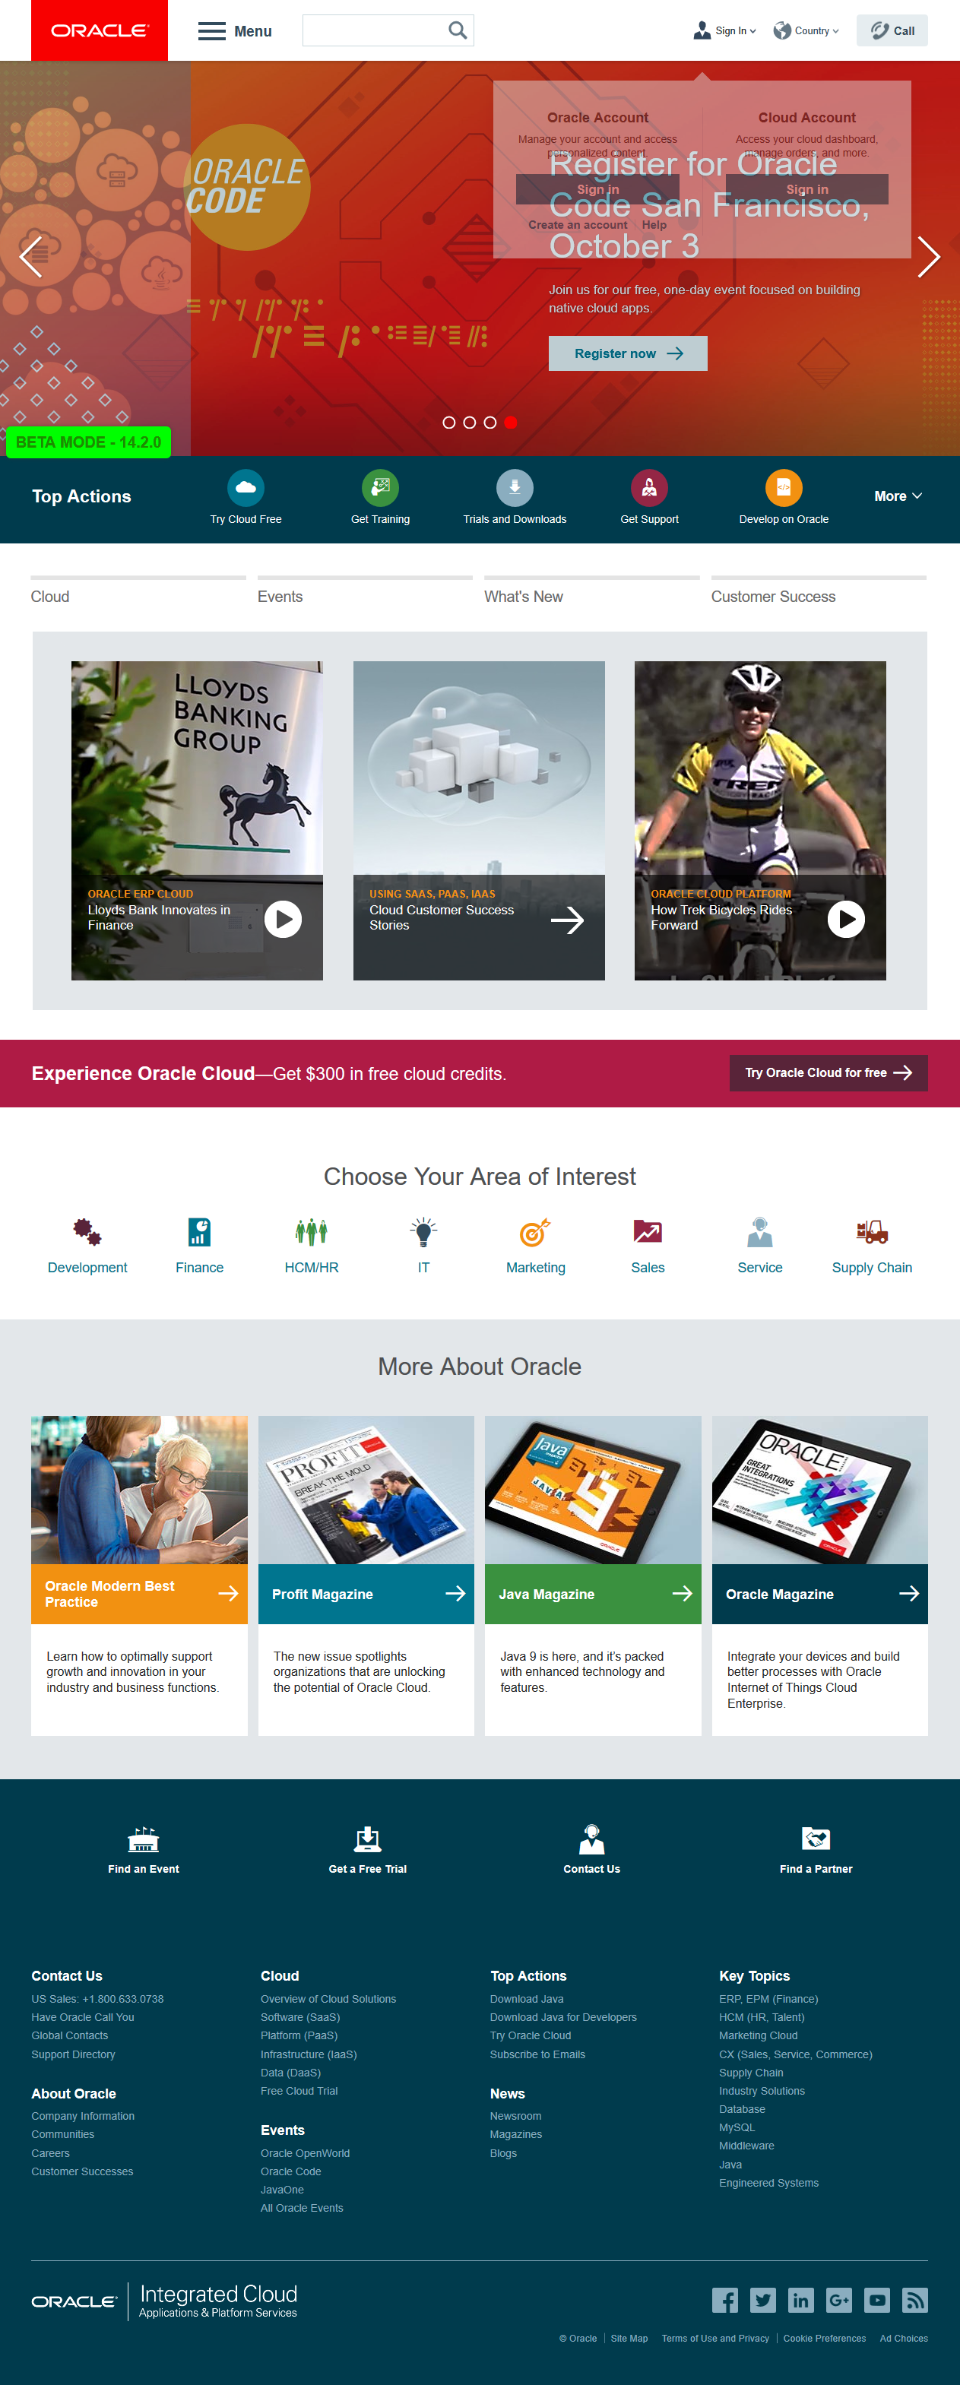 ORACLE
Menu
Sign In
Country
Call
Oracle Account
Manage your account and access
personalized content.
Sign in
Create an account
Help
Cloud Account
Access your cloud dashboard,
manage orders, and more.
Sign in
ORACLE
CODE
Register for Oracle
Code San Francisco,
October 3
Join us for our free, one-day event focused on building
native cloud apps.
Register now
BETA MODE - 14.2.0
Top Actions
Try Cloud Free
Get Training
Trials and Downloads
Get Support
Develop on Oracle
More
Cloud
Events
What's New
Customer Success
LLOYDS
BANKING
GROUP
ORACLE ERP CLOUD
Lloyds Bank Innovates in
Finance
USING SAAS, PAAS, IAAS
Cloud Customer Success
Stories
TREK
ORACLE CLOUD PLATFORM
How Trek Bicycles Rides
Forward
Experience Oracle Cloud—Get $300 in free cloud credits.
Try Oracle Cloud for free
Choose Your Area of Interest
Development
Finance
HCM/HR
IT
Marketing
Sales
Service
Supply Chain
More About Oracle
PROFIT
BREAK THE MOLD
java
JAVA
9
ORACLE
GREAT
INTEGRATIONS
Oracle Modern Best
Practice
Profit Magazine
Java Magazine
Oracle Magazine
Learn how to optimally support
growth and innovation in your
industry and business functions.
The new issue spotlights
organizations that are unlocking
the potential of Oracle Cloud.
Java 9 is here, and it's packed
with enhanced technology and
features.
Integrate your devices and build
better processes with Oracle
Internet of Things Cloud
Enterprise.
Find an Event
Get a Free Trial
Contact Us
Find a Partner
Contact Us
US Sales: +1.800.633.0738
Have Oracle Call You
Global Contacts
Support Directory
About Oracle
Company Information
Communities
Careers
Customer Successes
Cloud
Overview of Cloud Solutions
Software (SaaS)
Platform (PaaS)
Infrastructure (IaaS)
Data (DaaS)
Free Cloud Trial
Events
Oracle OpenWorld
Oracle Code
JavaOne
All Oracle Events
Top Actions
Download Java
Download Java for Developers
Try Oracle Cloud
Subscribe to Emails
News
Newsroom
Magazines
Blogs
Key Topics
ERP, EPM (Finance)
HCM (HR, Talent)
Marketing Cloud
CX (Sales, Service, Commerce)
Supply Chain
Industry Solutions
Database
MySQL
Middleware
Java
Engineered Systems
ORACLE
Integrated Cloud
Applications & Platform Services
© Oracle
Site Map
Terms of Use and Privacy
Cookie Preferences
Ad Choices